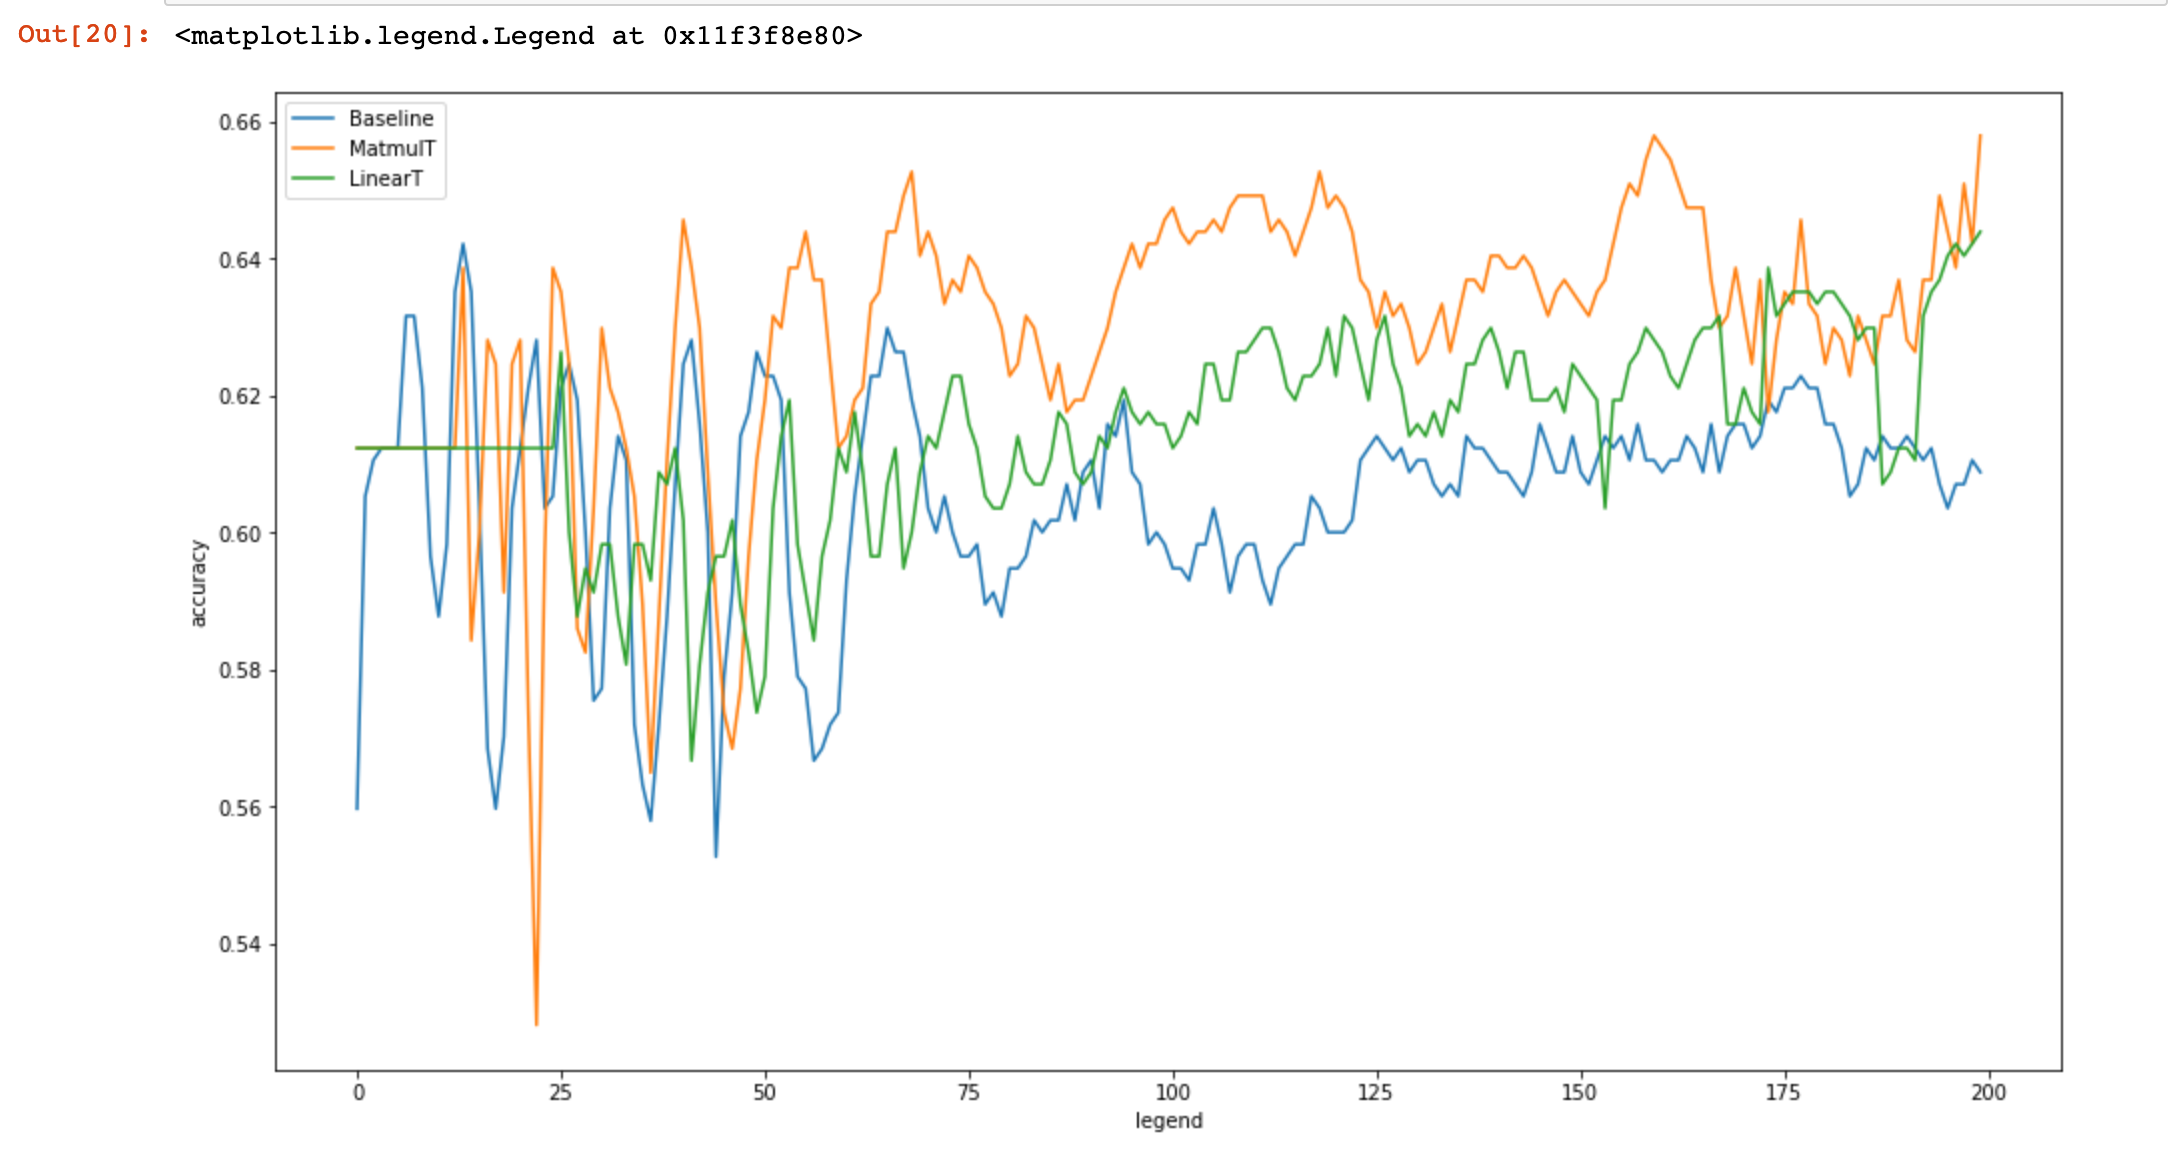 Out[20]: <matplotlib.legend.Legend at 0x11f3f8e80>
Baseline
MatmulT
LinearT
0.66
0.64
0.62
0.60
0.58
0.56
0.54
accuracy
0 25 50 75 100 125 150 175 200
legend